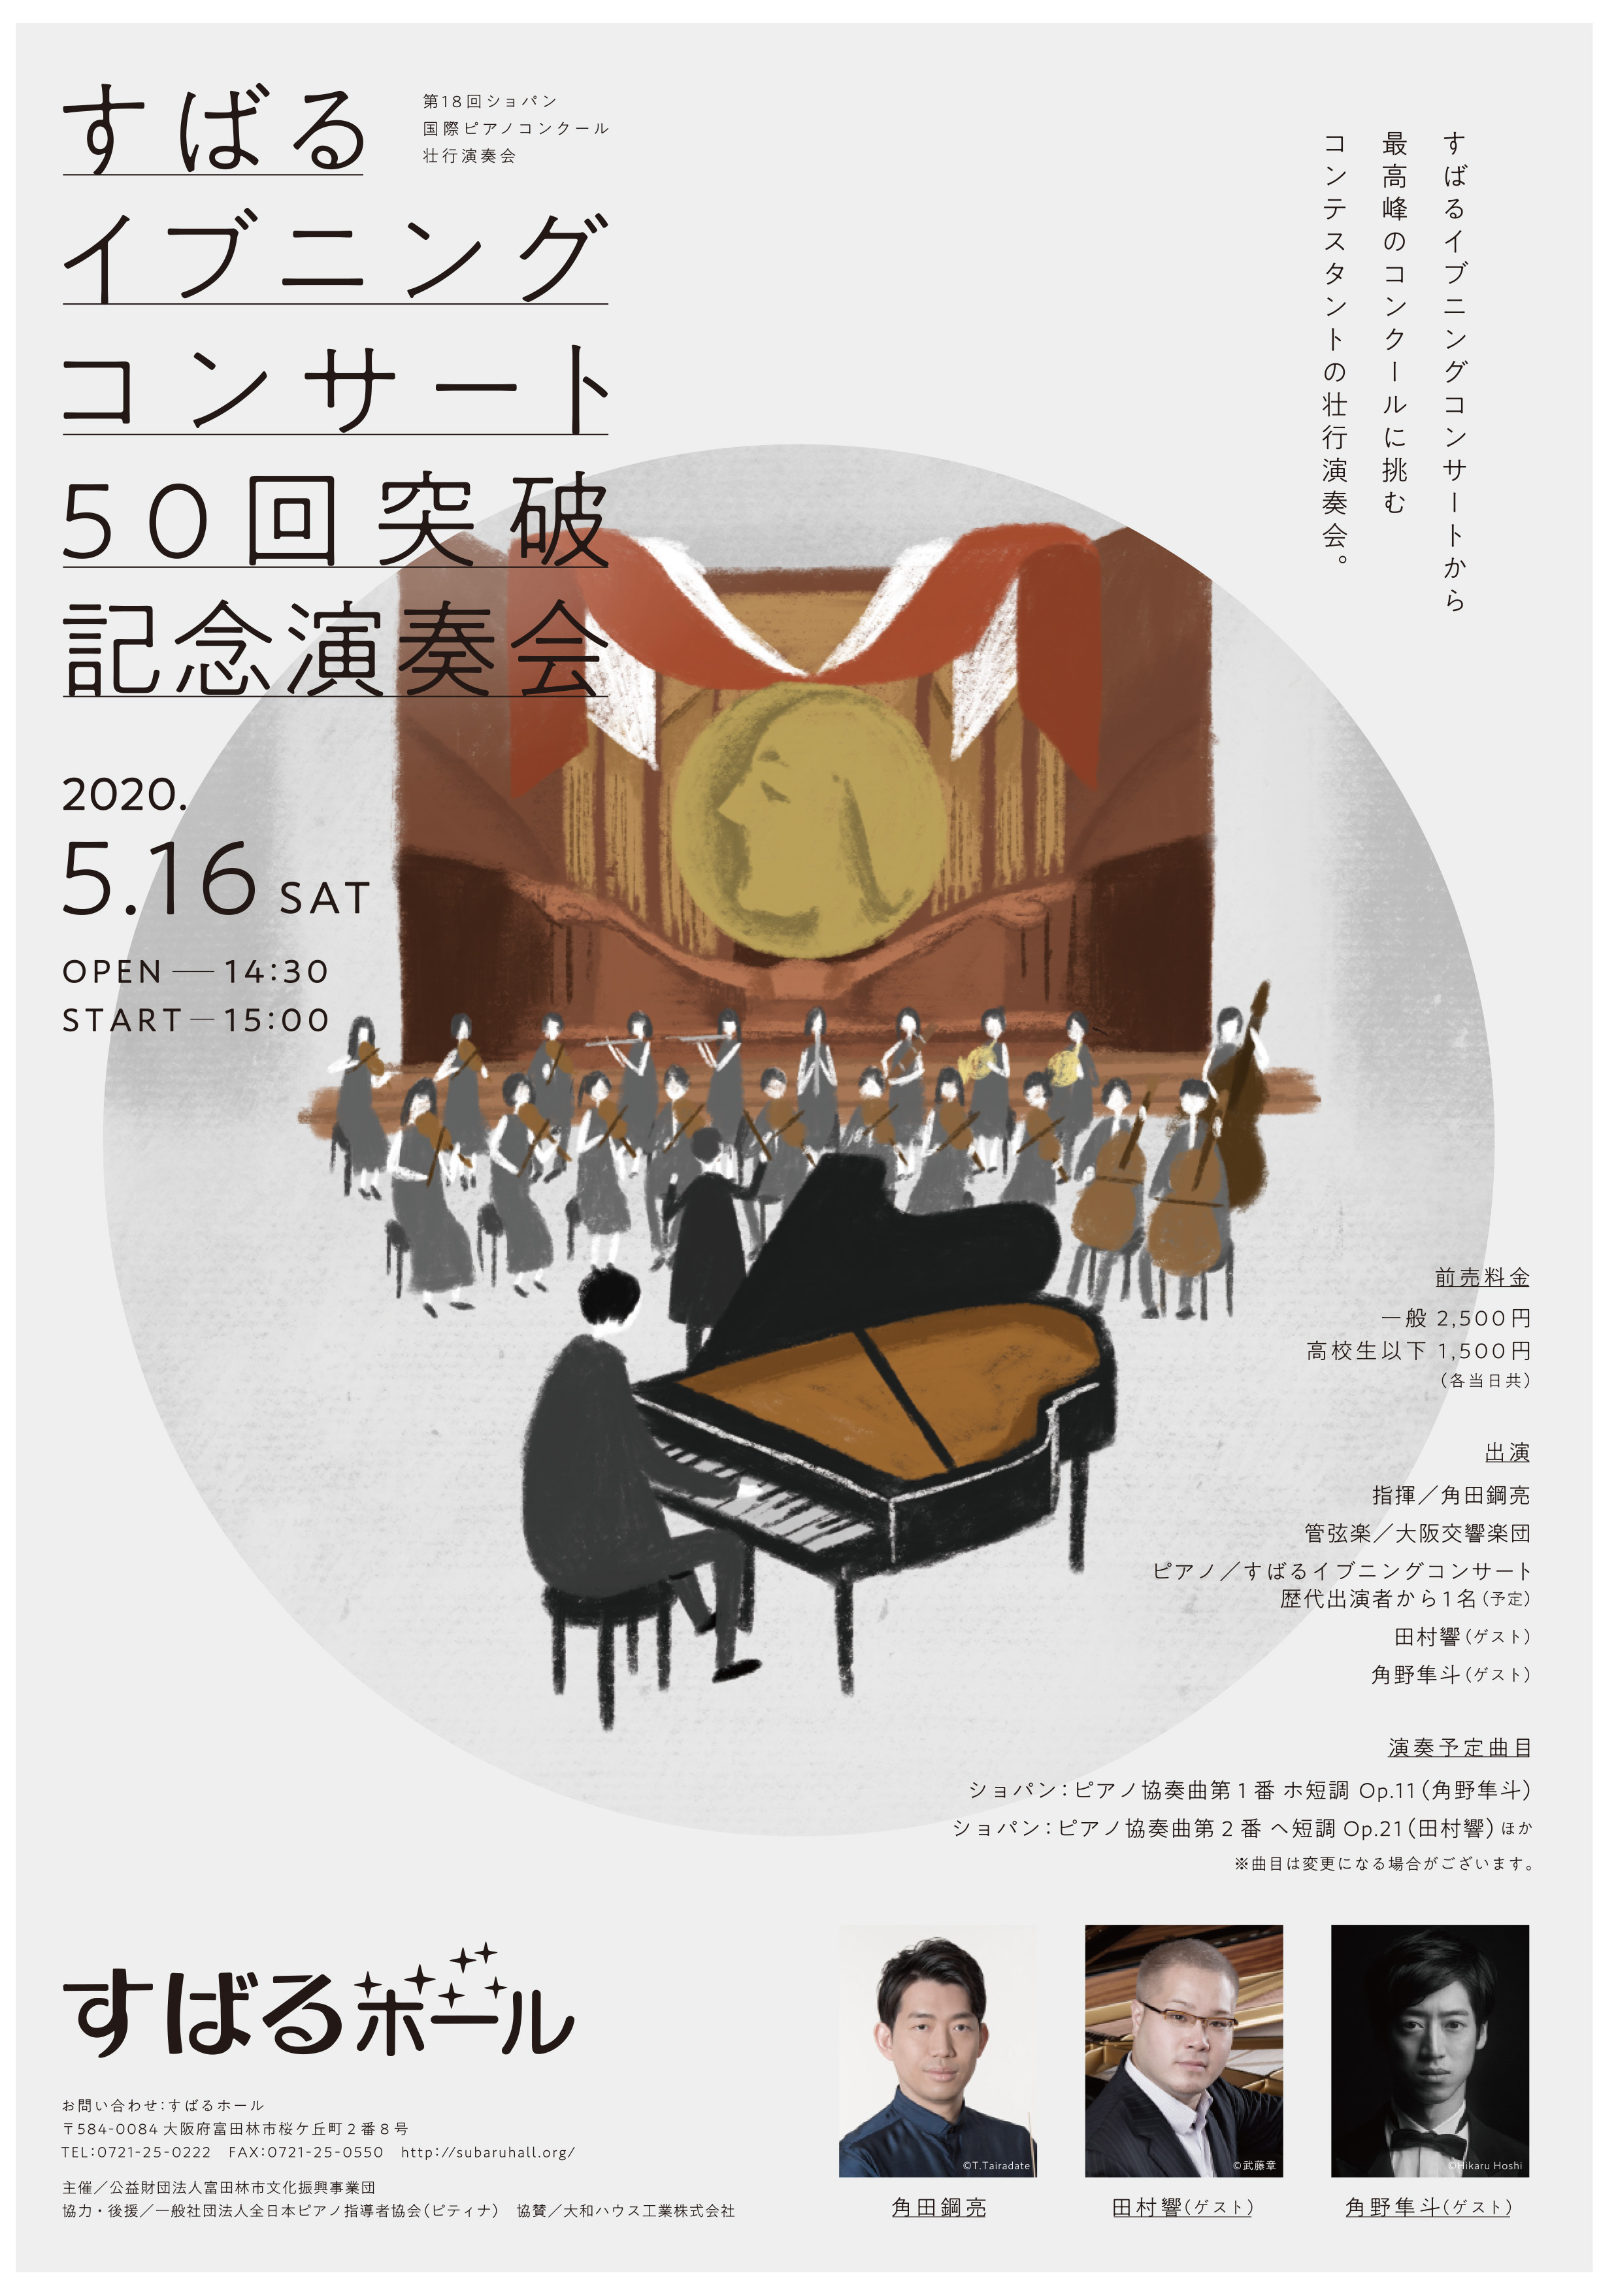 すばる
イブニング
コンサート
50回突破
記念演奏会
第18回ショパン
国際ピアノコンクール
壮行演奏会
すばるイブニングコンサートから
最高峰のコンクールに挑む
コンテスタントの壮行演奏会。
2020.
5.16 SAT
OPEN — 14:30
START — 15:00
前売料金
一般 2,500円
高校生以下 1,500円
(各当日共)
出演
指揮／角田鋼亮
管弦楽／大阪交響楽団
ピアノ／すばるイブニングコンサート
歴代出演者から1名(予定)
田村響(ゲスト)
角野隼斗(ゲスト)
演奏予定曲目
ショパン：ピアノ協奏曲第1番 ホ短調 Op.11(角野隼斗)
ショパン：ピアノ協奏曲第2番 ヘ短調 Op.21(田村響)ほか
※曲目は変更になる場合がございます。
すばるホール
お問い合わせ：すばるホール
〒584-0084 大阪府富田林市桜ケ丘町2番8号
TEL：0721-25-0222 FAX：0721-25-0550 http://subaruhall.org/
主催／公益財団法人富田林市文化振興事業団
協力・後援／一般社団法人全日本ピアノ指導者協会(ピティナ) 協賛／大和ハウス工業株式会社
©T.Tairadate
©武藤章
©Hikaru Hoshi
角田鋼亮
田村響(ゲスト)
角野隼斗(ゲスト)